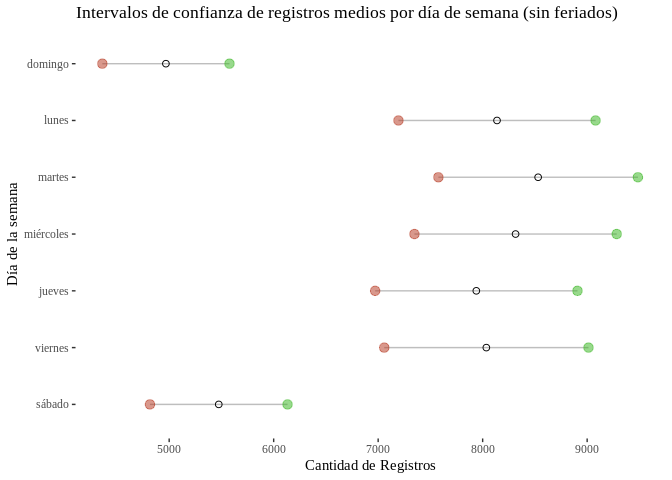 Intervalos de confianza de registros medios por día de semana (sin feriados)
Día de la semana
domingo
lunes
martes
miércoles
jueves
viernes
sábado
5000 6000 7000 8000 9000
Cantidad de Registros